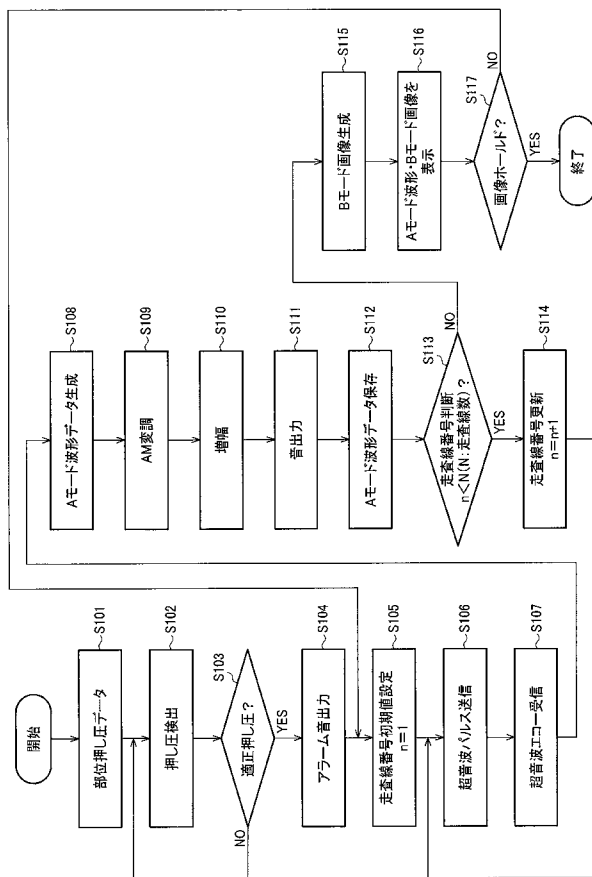 開始
部位押し圧データ
S101
押し圧検出
S102
適正押し圧?
S103
NO
YES
アラーム音出力
S104
走査線番号初期値設定
n=1
S105
超音波パルス送信
S106
超音波エコー受信
S107
Aモード波形データ生成
S108
AM変調
S109
増幅
S110
音出力
S111
Aモード波形データ保存
S112
走査線番号判断
n<N(N:走査線数)?
S113
NO
YES
走査線番号更新
n=n+1
S114
Bモード画像生成
S115
Aモード波形・Bモード画像を
表示
S116
画像ホールド?
S117
NO
YES
終了